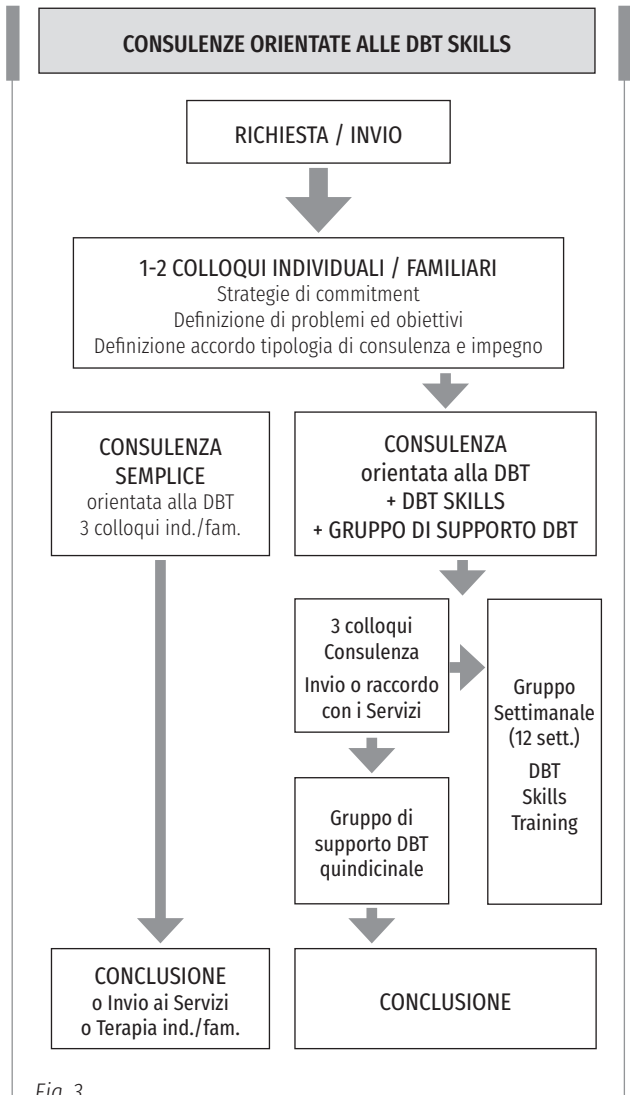 CONSULENZE ORIENTATE ALLE DBT SKILLS
RICHIESTA / INVIO
1-2 COLLOQUI INDIVIDUALI / FAMILIARI
Strategie di commitment
Definizione di problemi ed obiettivi
Definizione accordo tipologia di consulenza e impegno
CONSULENZA
SEMPLICE
orientata alla DBT
3 colloqui ind./fam.
CONSULENZA
orientata alla DBT
+ DBT SKILLS
+ GRUPPO DI SUPPORTO DBT
3 colloqui
Consulenza
Invio o raccordo
con i Servizi
Gruppo
Settimanale
(12 sett.)
DBT
Skills
Training
Gruppo di
supporto DBT
quindicinale
CONCLUSIONE
o Invio ai Servizi
o Terapia ind./fam.
CONCLUSIONE
Fig. 3